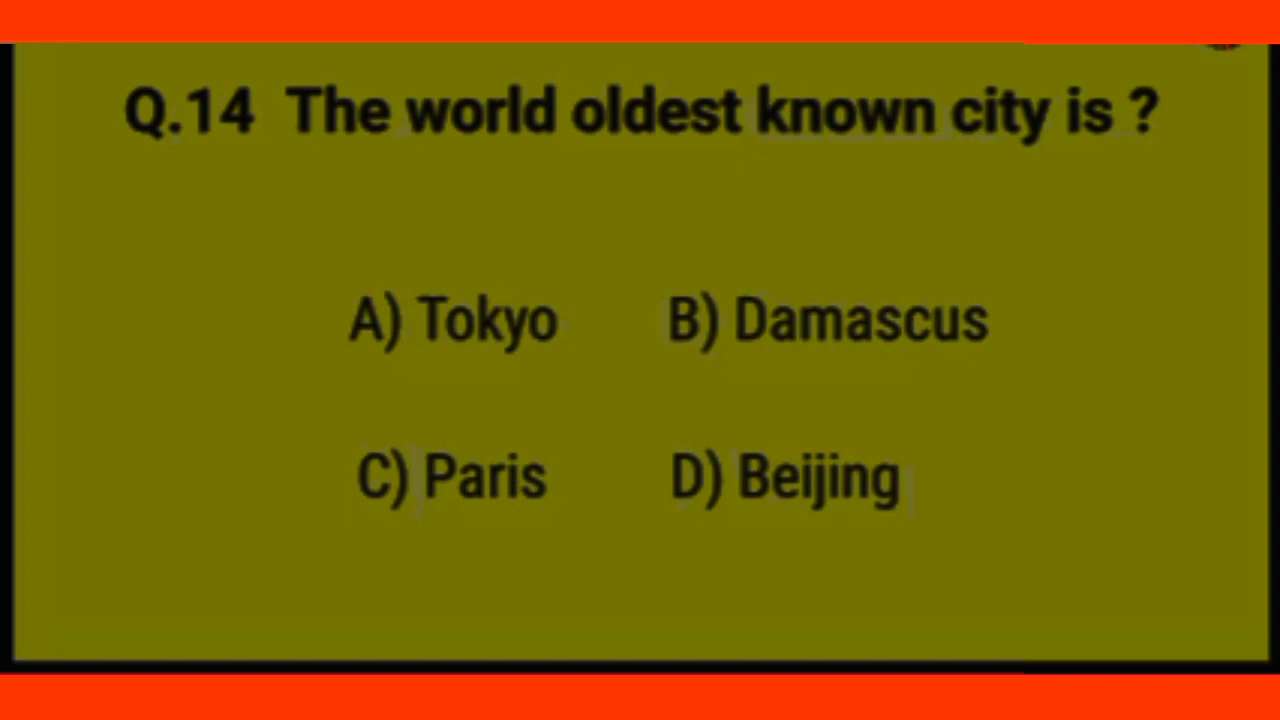 Q.14 The world oldest known city is ?
A) Tokyo B) Damascus
C) Paris D) Beijing